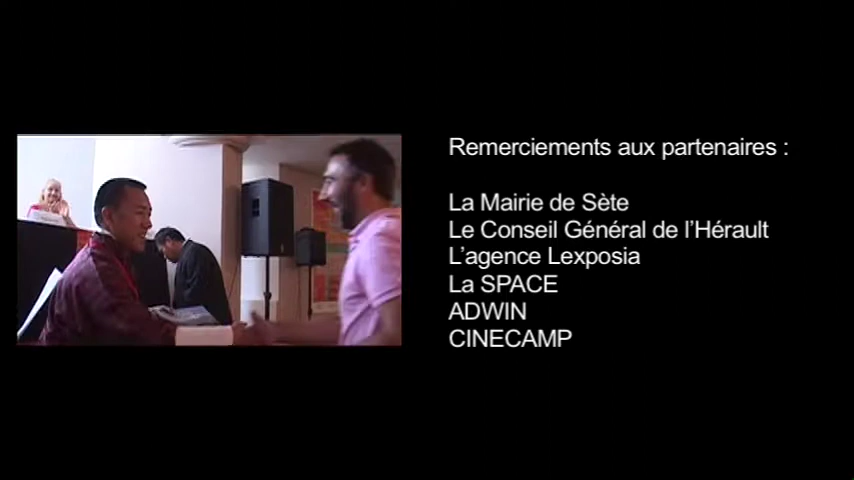 Remerciements aux partenaires :
La Mairie de Sète
Le Conseil Général de l'Hérault
L'agence Lexposia
La SPACE
ADWIN
CINECAMP